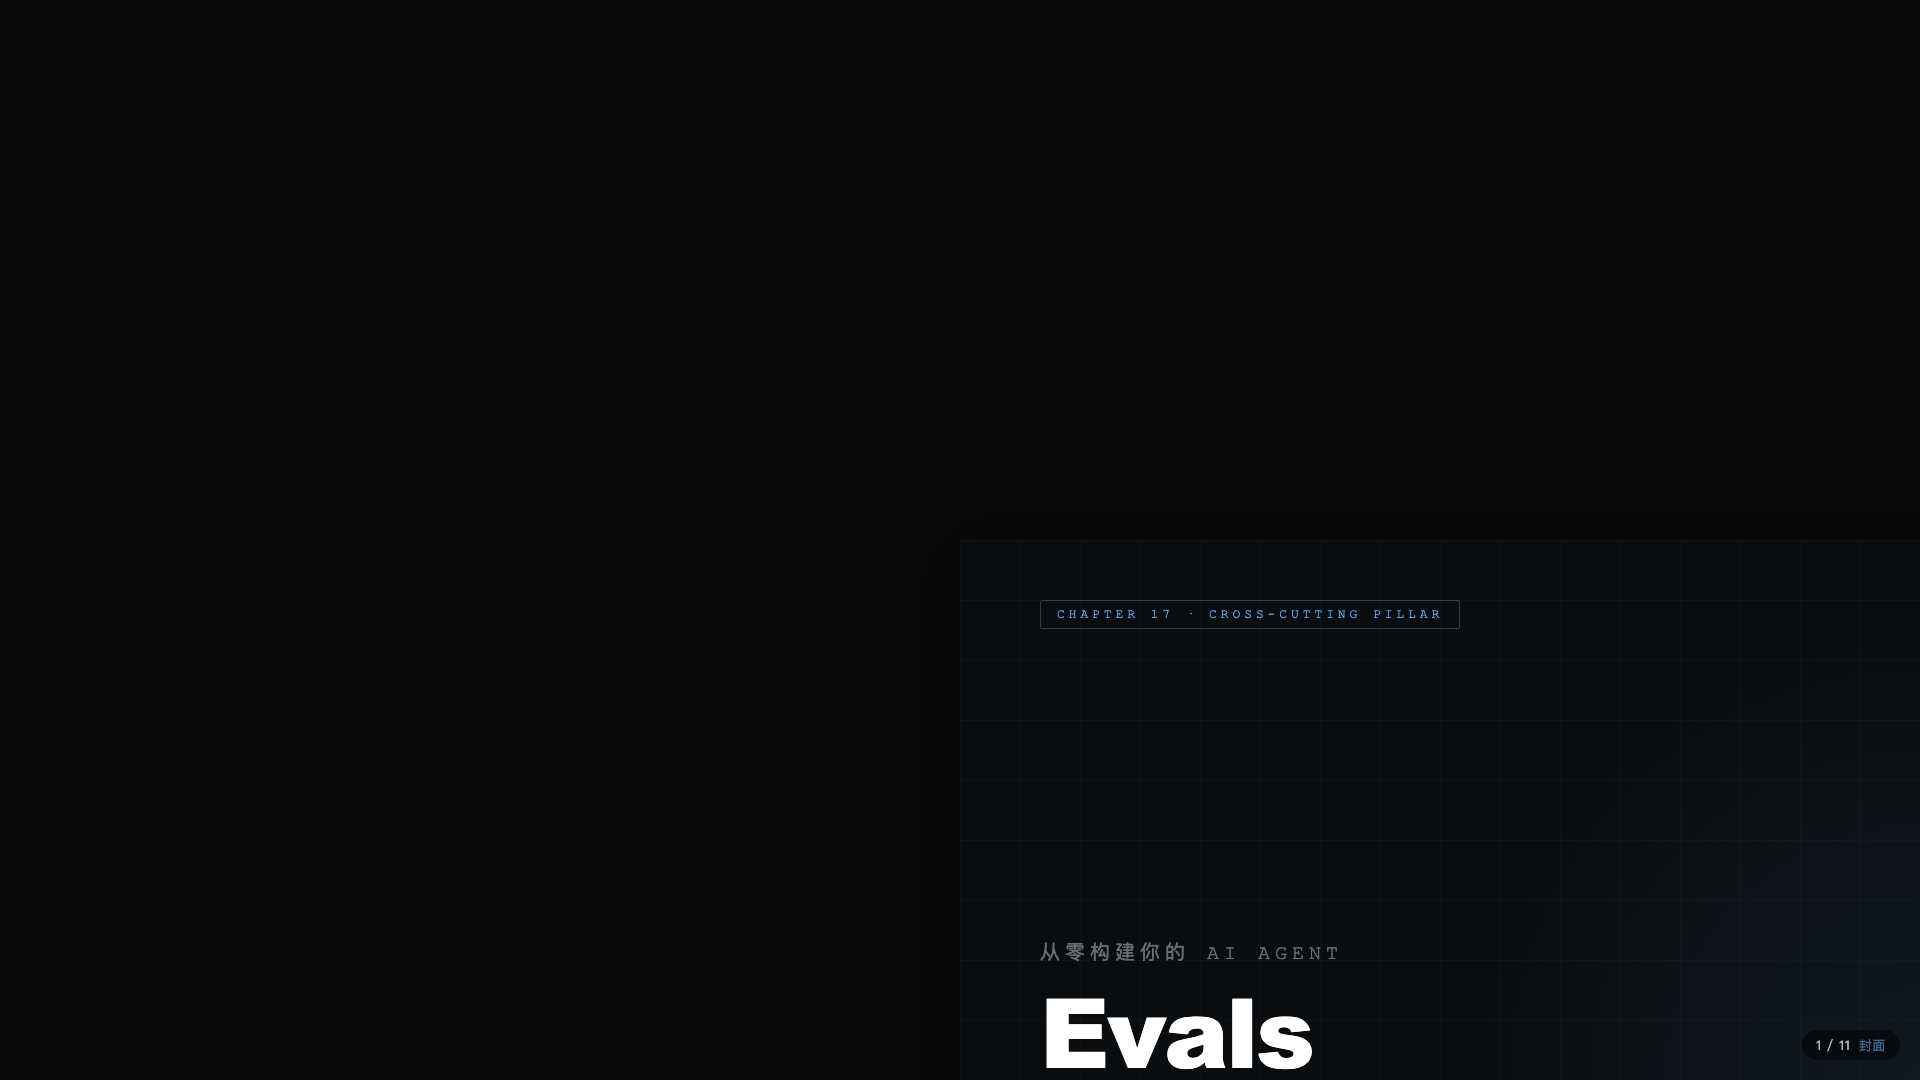 CHAPTER 17 · CROSS-CUTTING PILLAR
从零构建你的 AI AGENT
Evals
1 / 11 封面